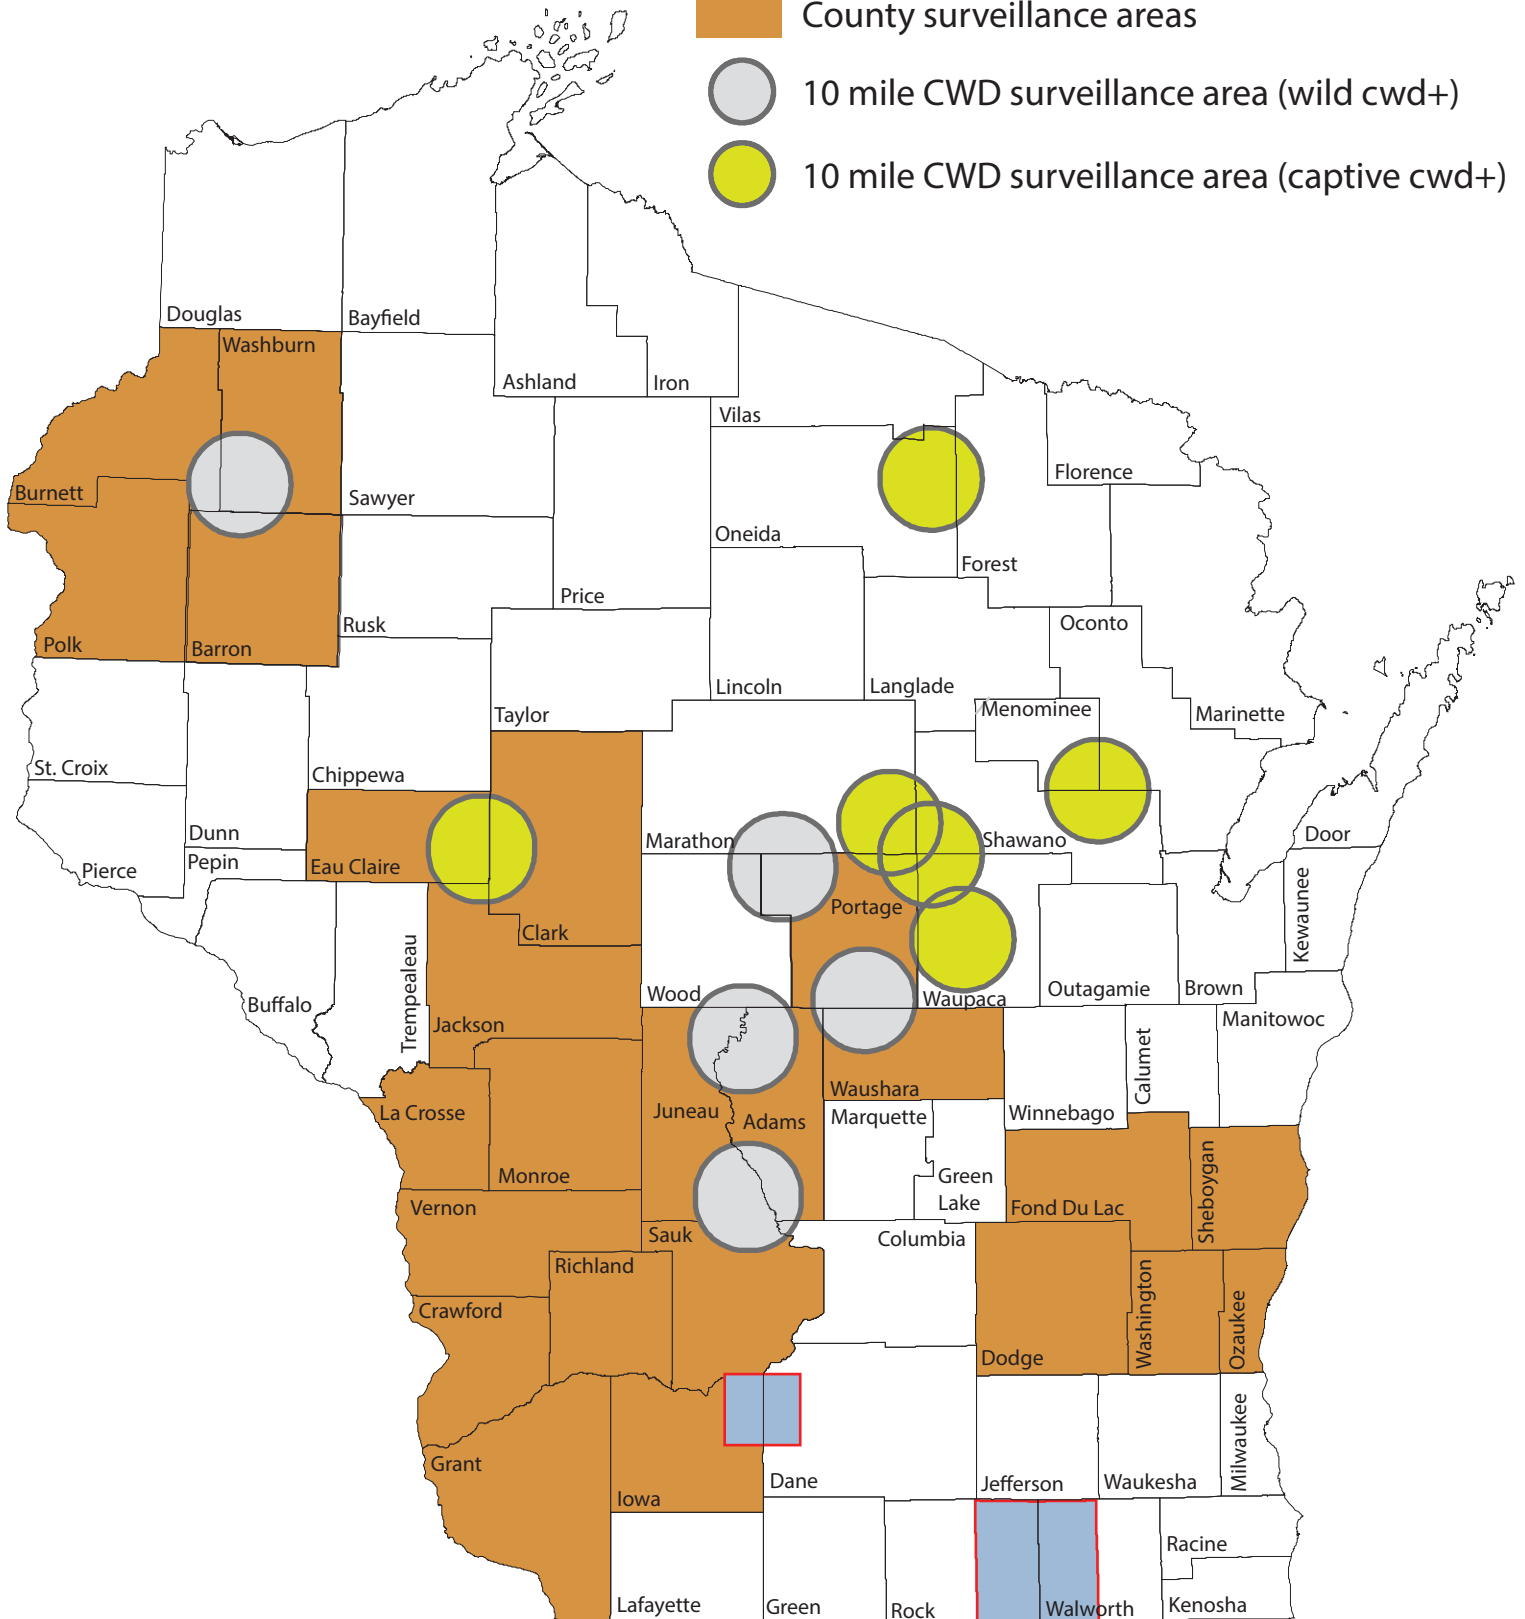 County surveillance areas
10 mile CWD surveillance area (wild cwd+)
10 mile CWD surveillance area (captive cwd+)
Douglas
Bayfield
Washburn
Ashland
Iron
Vilas
Florence
Burnett
Sawyer
Oneida
Forest
Price
Rusk
Oconto
Polk
Barron
Lincoln
Langlade
Taylor
Menominee
Marinette
St. Croix
Chippewa
Dunn
Marathon
Shawano
Door
Pepin
Pierce
Eau Claire
Kewaunee
Portage
Clark
Trempealeau
Wood
Waupaca
Outagamie
Brown
Buffalo
Jackson
Manitowoc
Calumet
Waushara
La Crosse
Juneau
Adams
Marquette
Winnebago
Monroe
Green
Lake
Sheboygan
Vernon
Fond Du Lac
Sauk
Columbia
Richland
Washington
Ozaukee
Crawford
Dodge
Milwaukee
Grant
Dane
Jefferson
Waukesha
Iowa
Racine
Lafayette
Green
Rock
Walworth
Kenosha